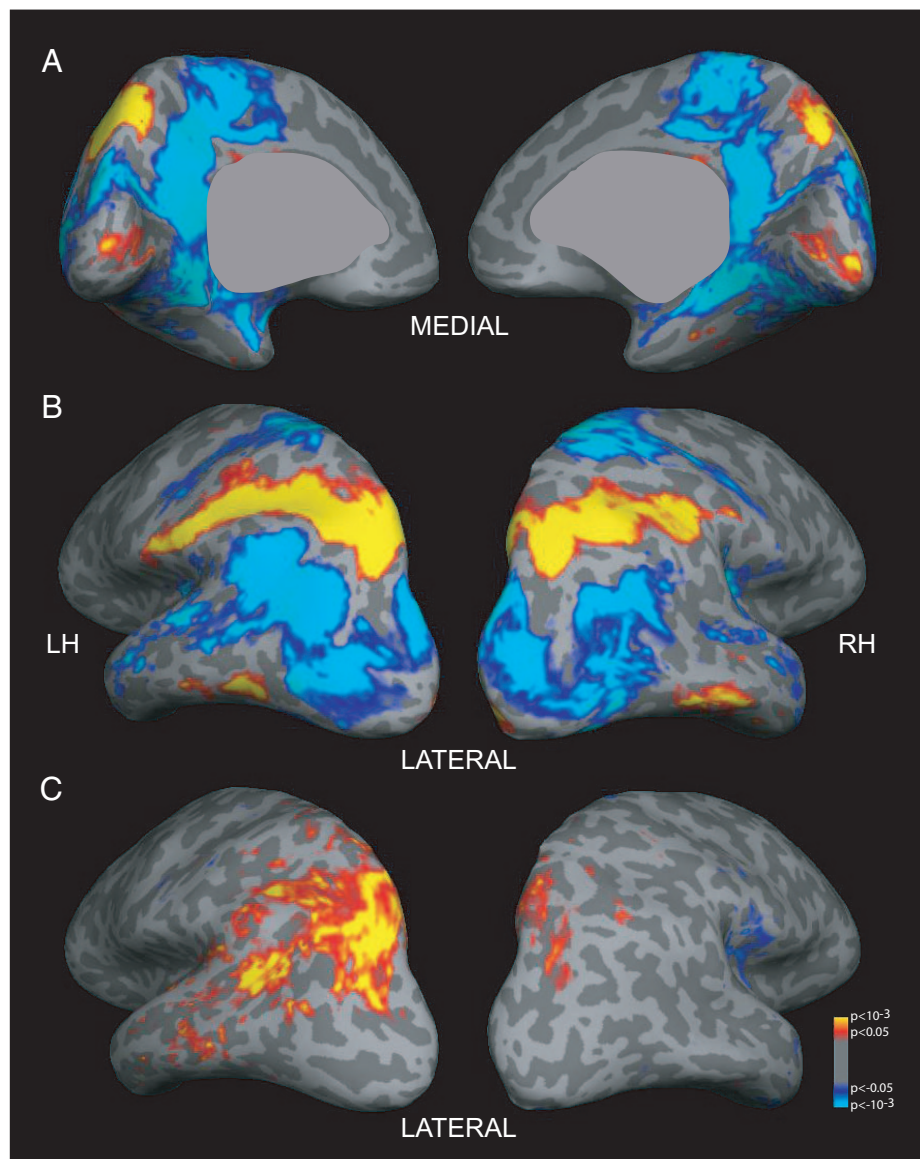 A
MEDIAL
B
LH
RH
LATERAL
C
p<10⁻³
p<0.05
p<-0.05
p<-10⁻³
LATERAL